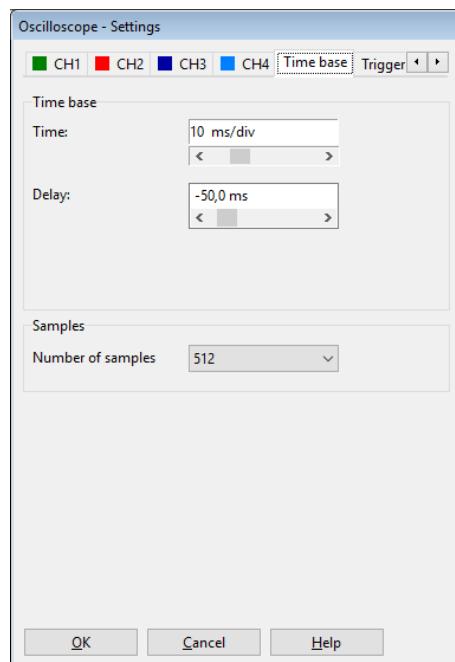 Oscilloscope - Settings
CH1 CH2 CH3 CH4 Time base Trigger
Time base
Time: 10 ms/div
Delay: -50,0 ms
Samples
Number of samples 512
OK Cancel Help